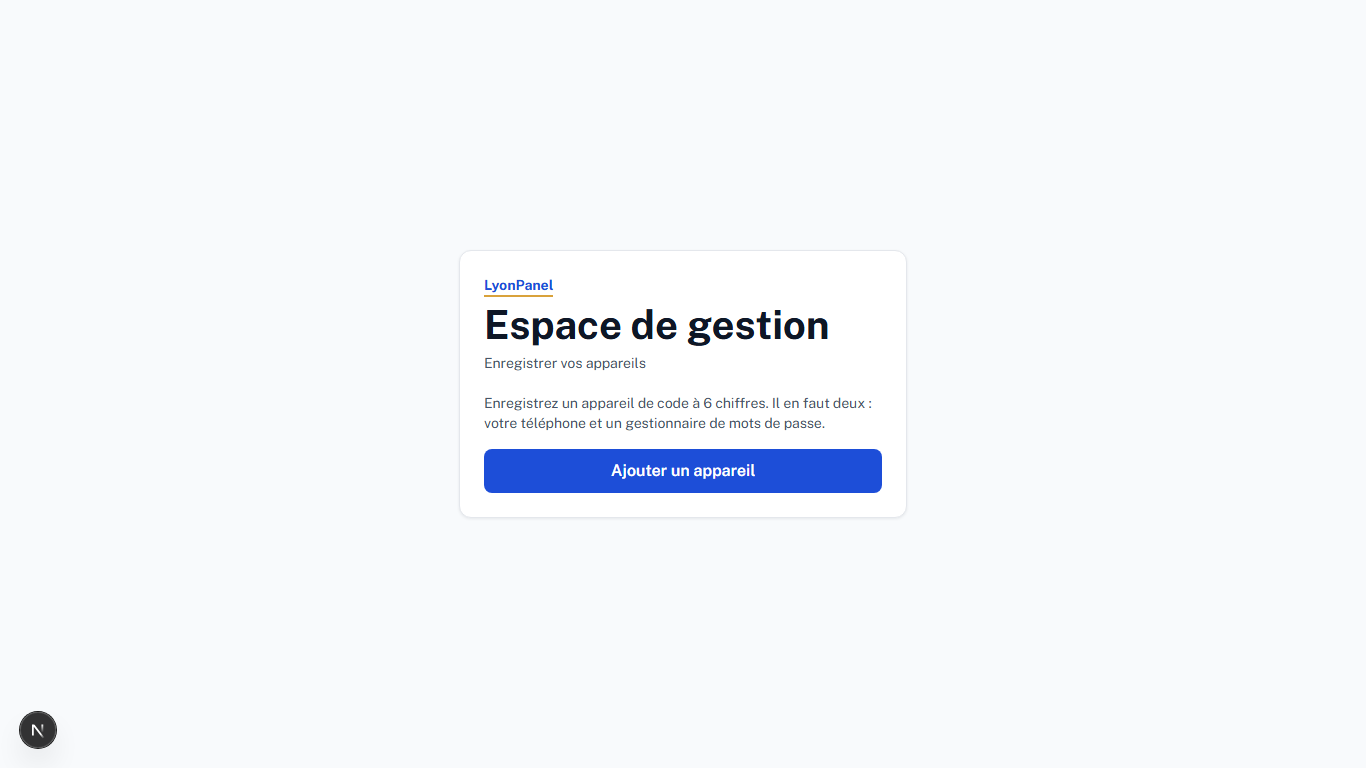 LyonPanel
Espace de gestion
Enregistrer vos appareils
Enregistrez un appareil de code à 6 chiffres. Il en faut deux :
votre téléphone et un gestionnaire de mots de passe.
Ajouter un appareil
N